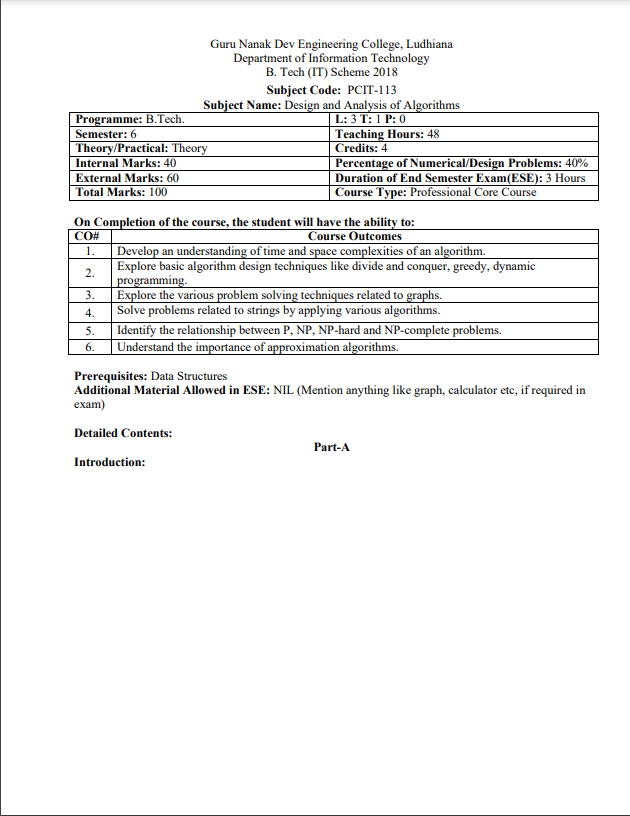 Guru Nanak Dev Engineering College, Ludhiana
Department of Information Technology
B. Tech (IT) Scheme 2018
Subject Code: PCIT-113
Subject Name: Design and Analysis of Algorithms
Programme: B.Tech. L: 3 T: 1 P: 0
Semester: 6 Teaching Hours: 48
Theory/Practical: Theory Credits: 4
Internal Marks: 40 Percentage of Numerical/Design Problems: 40%
External Marks: 60 Duration of End Semester Exam(ESE): 3 Hours
Total Marks: 100 Course Type: Professional Core Course
On Completion of the course, the student will have the ability to:
CO# Course Outcomes
1. Develop an understanding of time and space complexities of an algorithm.
2. Explore basic algorithm design techniques like divide and conquer, greedy, dynamic
programming.
3. Explore the various problem solving techniques related to graphs.
4. Solve problems related to strings by applying various algorithms.
5. Identify the relationship between P, NP, NP-hard and NP-complete problems.
6. Understand the importance of approximation algorithms.
Prerequisites: Data Structures
Additional Material Allowed in ESE: NIL (Mention anything like graph, calculator etc, if required in
exam)
Detailed Contents:
Part-A
Introduction: